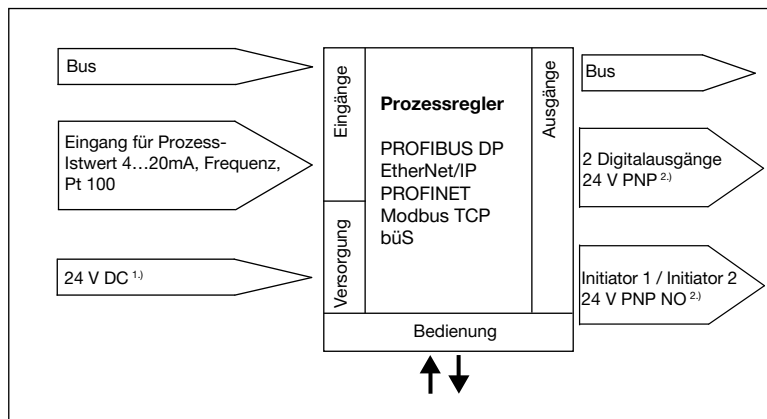 Bus
Eingang für Prozess-
Istwert 4...20mA, Frequenz,
Pt 100
24 V DC 1.)
Eingänge
Versorgung
Prozessregler
PROFIBUS DP
EtherNet/IP
PROFINET
Modbus TCP
büS
Ausgänge
Bedienung
Bus
2 Digitalausgänge
24 V PNP 2.)
Initiator 1 / Initiator 2
24 V PNP NO 2.)